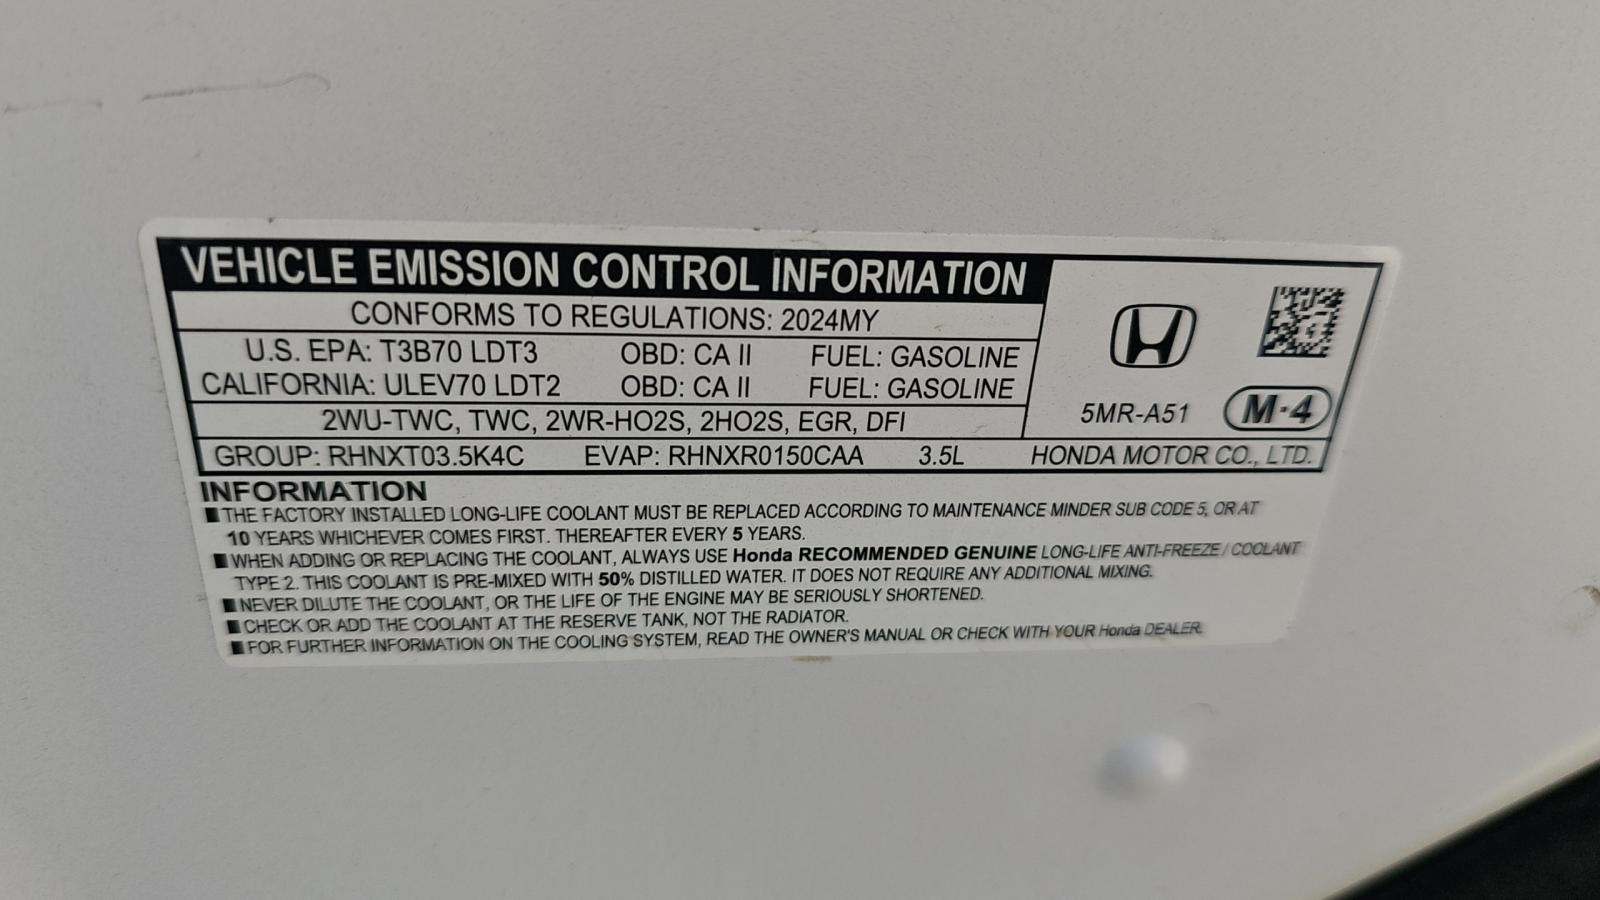 VEHICLE EMISSION CONTROL INFORMATION
CONFORMS TO REGULATIONS: 2024MY
U.S. EPA: T3B70 LDT3 OBD: CA II FUEL: GASOLINE
CALIFORNIA: ULEV70 LDT2 OBD: CA II FUEL: GASOLINE
5MR-A51 M·4
2WU-TWC, TWC, 2WR-HO2S, 2HO2S, EGR, DFI
GROUP: RHNXT03.5K4C EVAP: RHNXR0150CAA 3.5L HONDA MOTOR CO., LTD.
INFORMATION
■ THE FACTORY INSTALLED LONG-LIFE COOLANT MUST BE REPLACED ACCORDING TO MAINTENANCE MINDER SUB CODE 5, OR AT
10 YEARS WHICHEVER COMES FIRST. THEREAFTER EVERY 5 YEARS.
■ WHEN ADDING OR REPLACING THE COOLANT, ALWAYS USE Honda RECOMMENDED GENUINE LONG-LIFE ANTI-FREEZE / COOLANT
TYPE 2. THIS COOLANT IS PRE-MIXED WITH 50% DISTILLED WATER. IT DOES NOT REQUIRE ANY ADDITIONAL MIXING.
■ NEVER DILUTE THE COOLANT, OR THE LIFE OF THE ENGINE MAY BE SERIOUSLY SHORTENED.
■ CHECK OR ADD THE COOLANT AT THE RESERVE TANK, NOT THE RADIATOR.
■ FOR FURTHER INFORMATION ON THE COOLING SYSTEM, READ THE OWNER'S MANUAL OR CHECK WITH YOUR Honda DEALER.